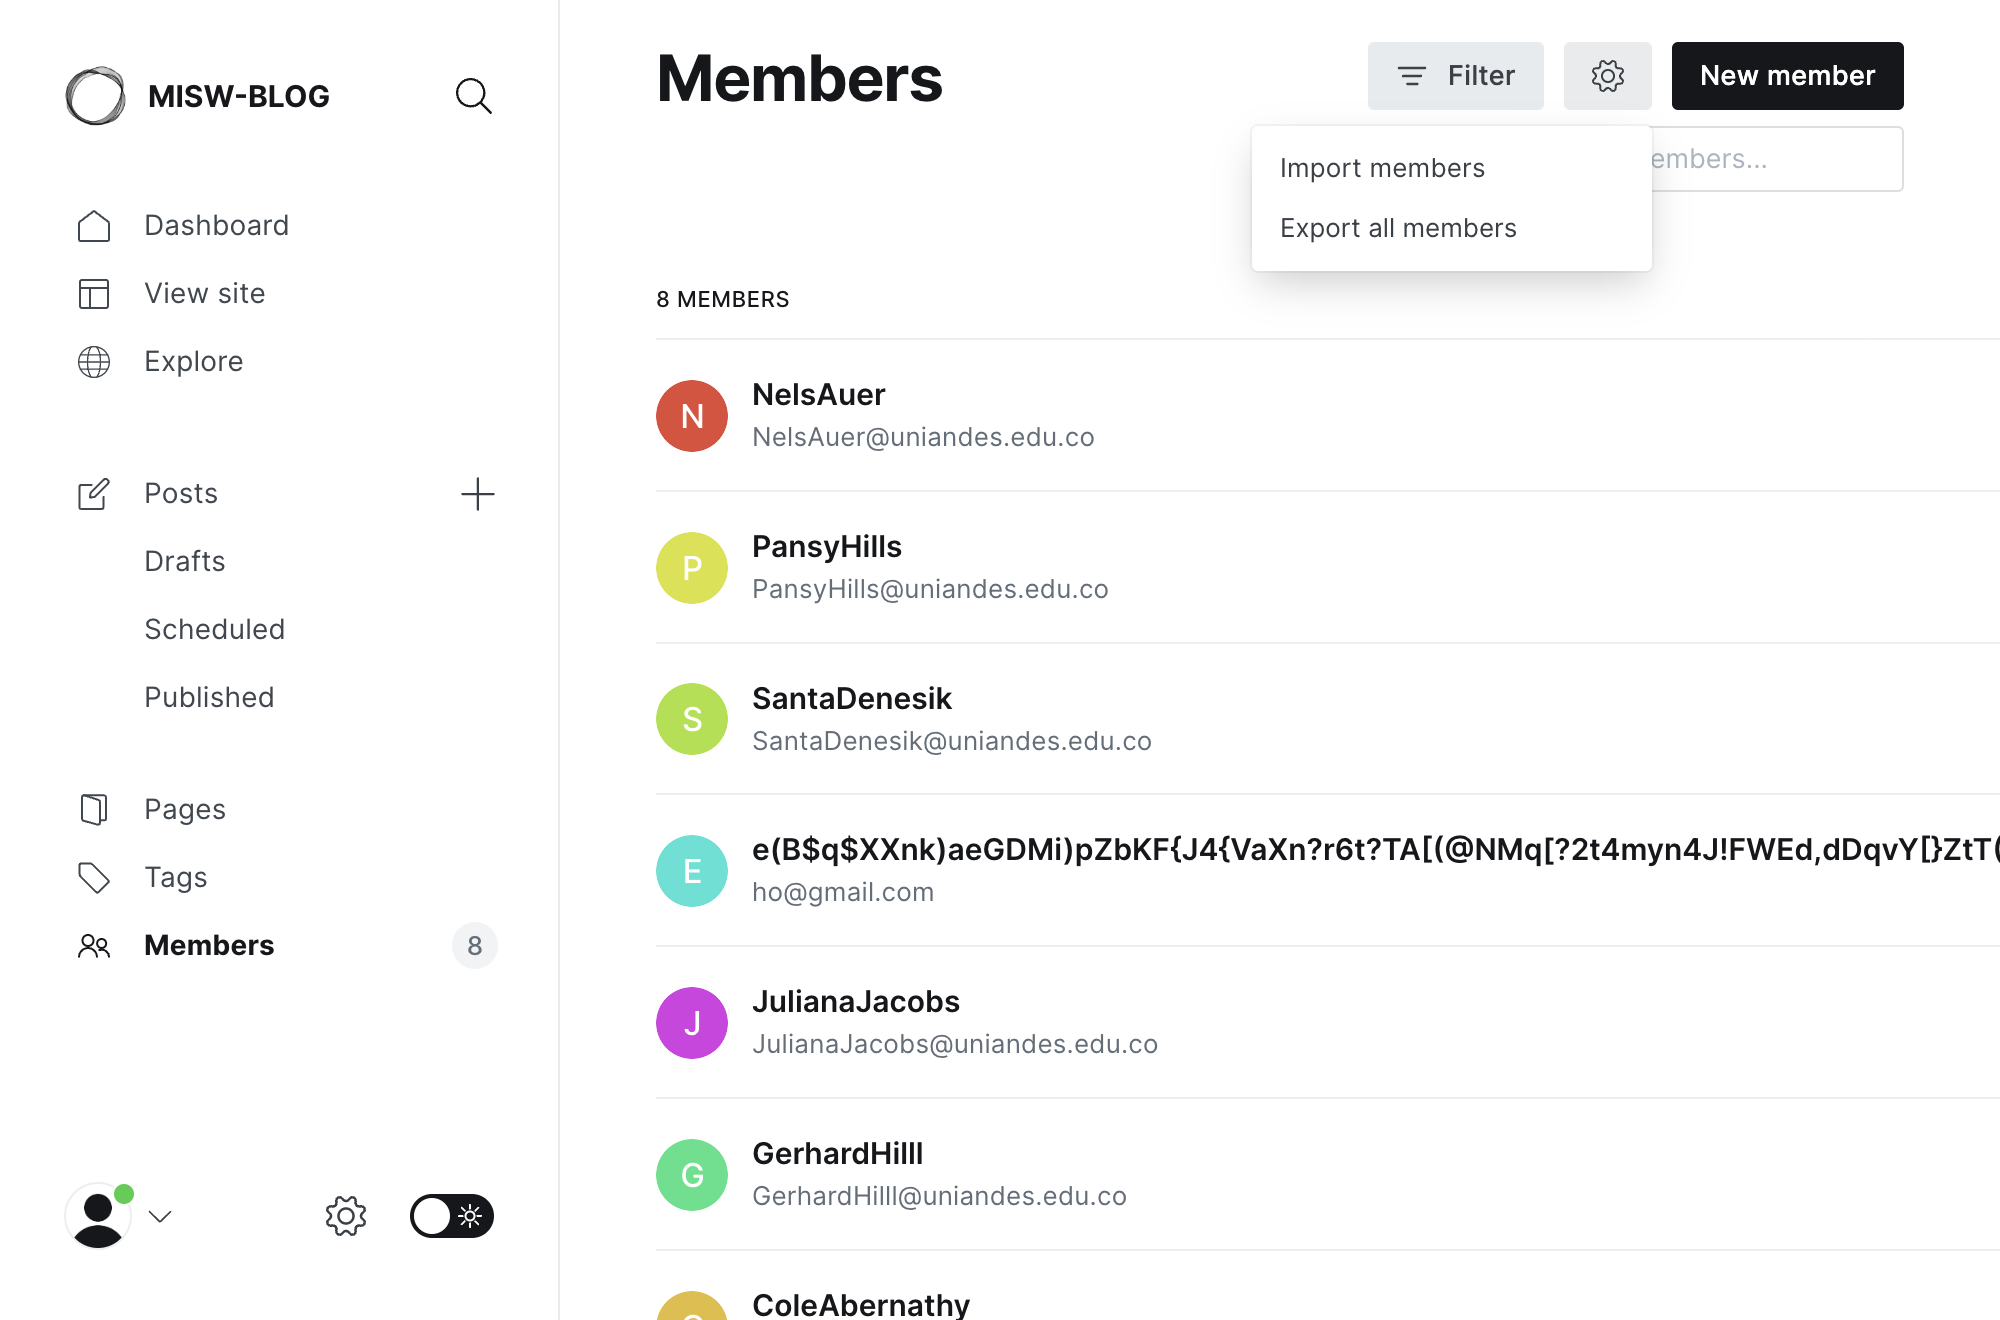 MISW-BLOG
Dashboard
View site
Explore
Posts
Drafts
Scheduled
Published
Pages
Tags
Members
8
Members
Filter
New member
Import members
Export all members
8 MEMBERS
N
NelsAuer
NelsAuer@uniandes.edu.co
P
PansyHills
PansyHills@uniandes.edu.co
S
SantaDenesik
SantaDenesik@uniandes.edu.co
E
e(B$q$XXnk)aeGDMi)pZbKF{J4{VaXn?r6t?TA[(@NMq[?2t4myn4J!FWEd,dDqvY[}ZtT(
ho@gmail.com
J
JulianaJacobs
JulianaJacobs@uniandes.edu.co
G
GerhardHilll
GerhardHilll@uniandes.edu.co
ColeAbernathy